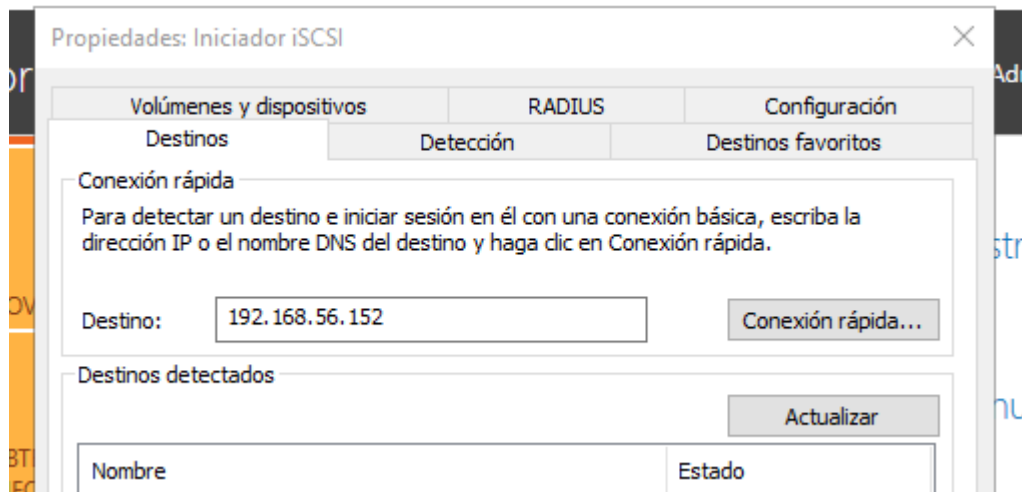 Propiedades: Iniciador iSCSI
Volúmenes y dispositivos RADIUS Configuración
Destinos Detección Destinos favoritos
Conexión rápida
Para detectar un destino e iniciar sesión en él con una conexión básica, escriba la
dirección IP o el nombre DNS del destino y haga clic en Conexión rápida.
Destino: 192.168.56.152 Conexión rápida...
Destinos detectados
Actualizar
Nombre Estado